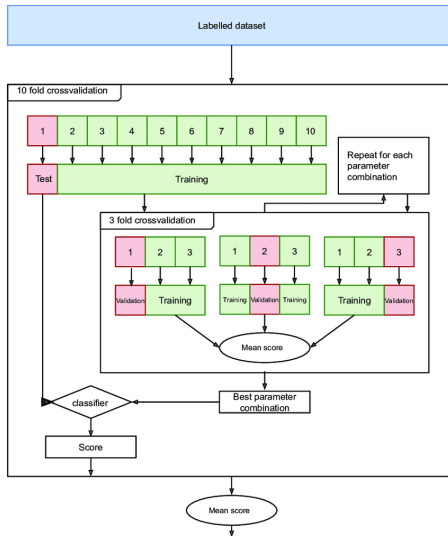 Labelled dataset
10 fold crossvalidation
1 2 3 4 5 6 7 8 9 10
Test Training
Repeat for each
parameter
combination
3 fold crossvalidation
1 2 3 1 2 3 1 2 3
Validation Training Training Validation Training Training Validation
Mean score
Best parameter
combination
classifier
Score
Mean score